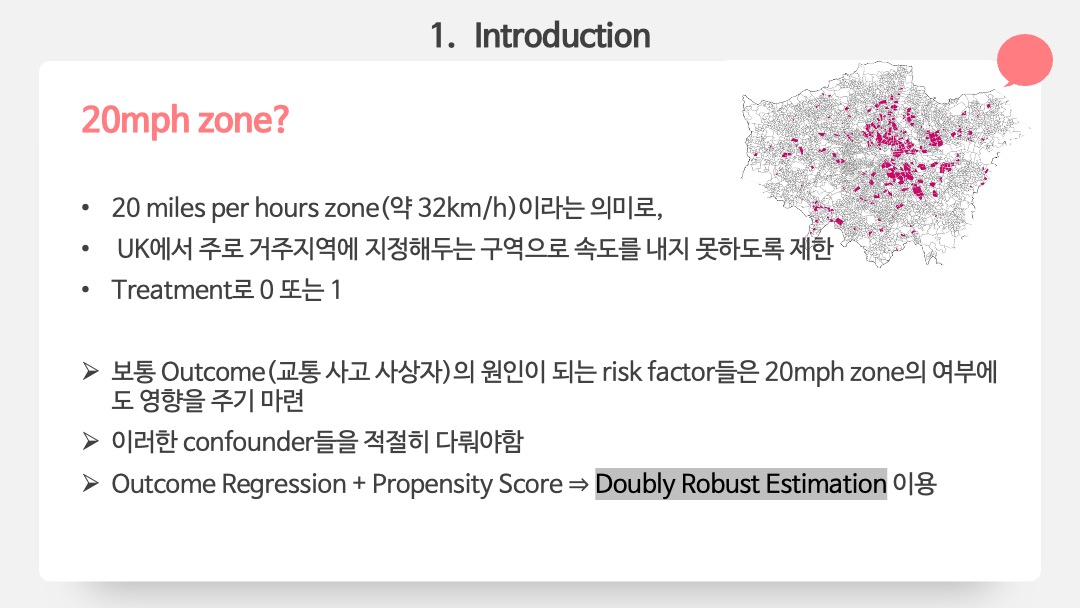 1. Introduction
20mph zone?
• 20 miles per hours zone(약 32km/h)이라는 의미로,
• UK에서 주로 거주지역에 지정해두는 구역으로 속도를 내지 못하도록 제한
• Treatment로 0 또는 1
➢ 보통 Outcome(교통 사고 사상자)의 원인이 되는 risk factor들은 20mph zone의 여부에
도 영향을 주기 마련
➢ 이러한 confounder들을 적절히 다뤄야함
➢ Outcome Regression + Propensity Score ⇒ Doubly Robust Estimation 이용